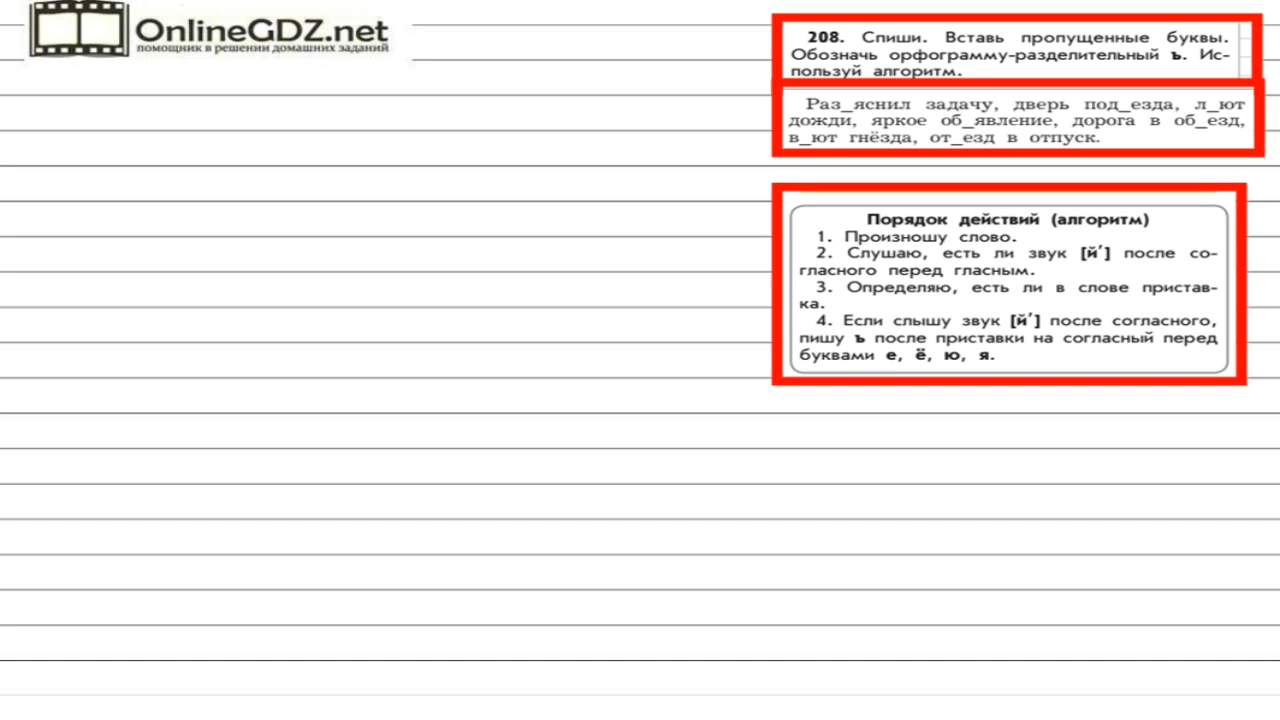 OnlineGDZ.net
помощник в решении домашних заданий
208. Спиши. Вставь пропущенные буквы.
Обозначь орфограмму-разделительный ъ. Ис-
пользуй алгоритм.
Раз_яснил задачу, дверь под_езда, л_ют
дожди, яркое об_явление, дорога в об_езд,
в_ют гнёзда, от_езд в отпуск.
Порядок действий (алгоритм)
1. Произношу слово.
2. Слушаю, есть ли звук [й′] после со-
гласного перед гласным.
3. Определяю, есть ли в слове пристав-
ка.
4. Если слышу звук [й′] после согласного,
пишу ъ после приставки на согласный перед
буквами е, ё, ю, я.